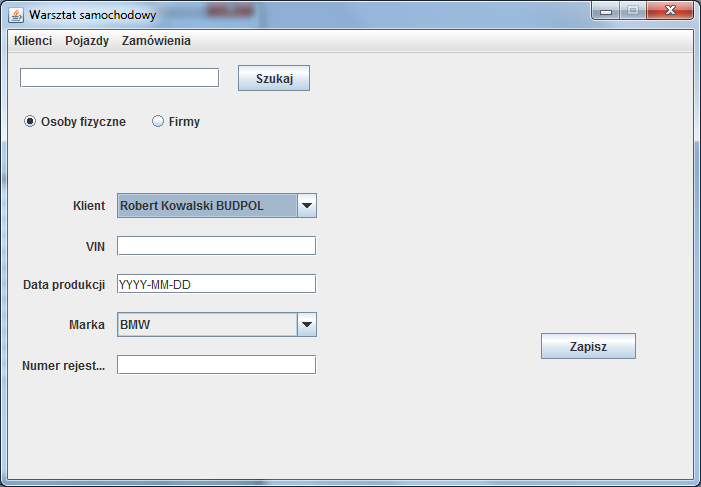 Warsztat samochodowy
Klienci Pojazdy Zamówienia
Szukaj
Osoby fizyczne Firmy
Klient Robert Kowalski BUDPOL
VIN
Data produkcji YYYY-MM-DD
Marka BMW
Zapisz
Numer rejest...